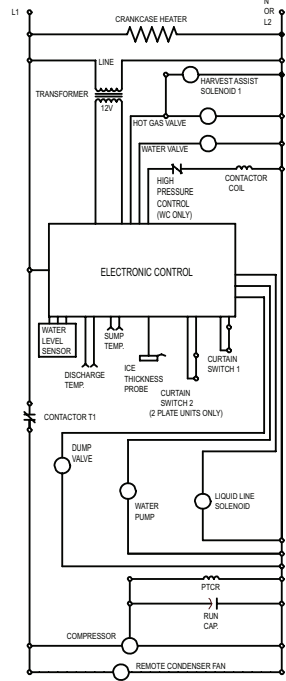 N
L1
OR
L2
CRANKCASE HEATER
LINE
TRANSFORMER
12V
HARVEST ASSIST
SOLENOID 1
HOT GAS VALVE
WATER VALVE
HIGH
PRESSURE
CONTROL
(WC ONLY)
CONTACTOR
COIL
ELECTRONIC CONTROL
WATER
LEVEL
SENSOR
SUMP
TEMP.
DISCHARGE
TEMP.
ICE
THICKNESS
PROBE
CURTAIN
SWITCH 1
CURTAIN
SWITCH 2
(2 PLATE UNITS ONLY)
CONTACTOR T1
DUMP
VALVE
WATER
PUMP
LIQUID LINE
SOLENOID
PTCR
RUN
CAP.
COMPRESSOR
REMOTE CONDENSER FAN